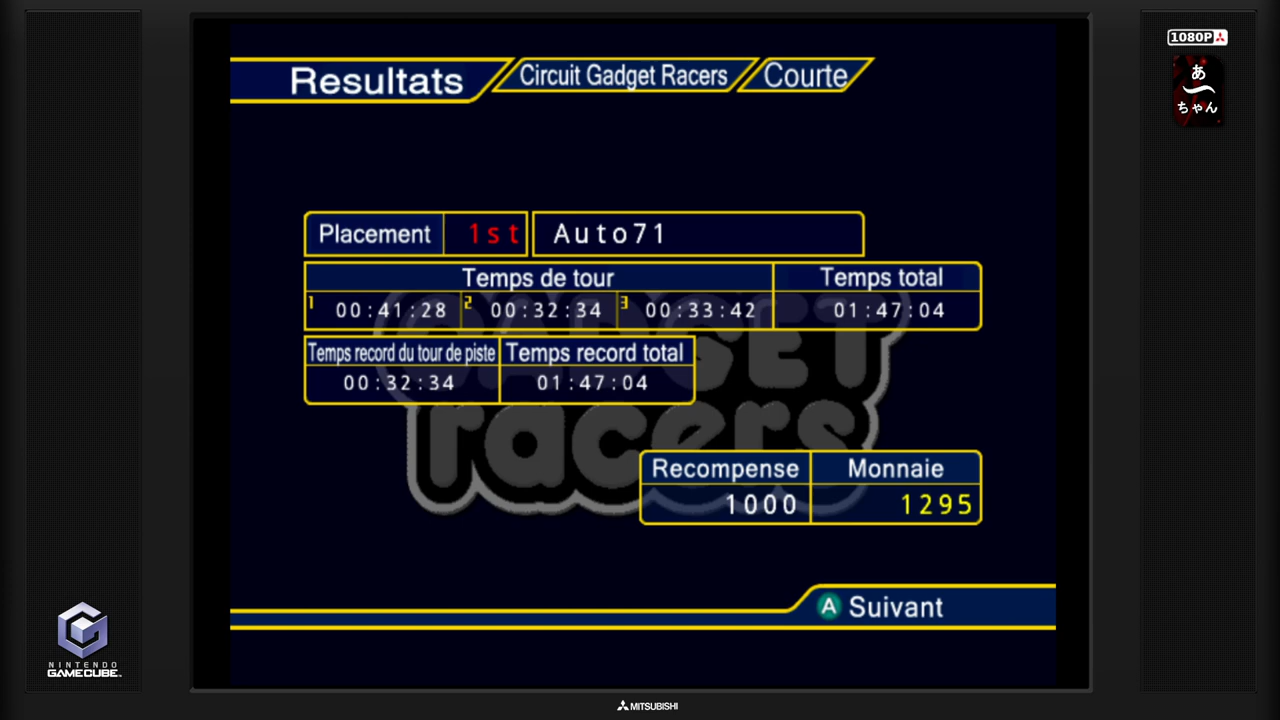 Resultats
Circuit Gadget Racers
Courte
1080P
あ
ー
ちゃん
Placement 1st Auto71
Temps de tour Temps total
1 00:41:28 2 00:32:34 3 00:33:42 01:47:04
Temps record du tour de piste Temps record total
00:32:34 01:47:04
GADGET
racers
Recompense Monnaie
1000 1295
A Suivant
NINTENDO
GAMECUBE™
MITSUBISHI